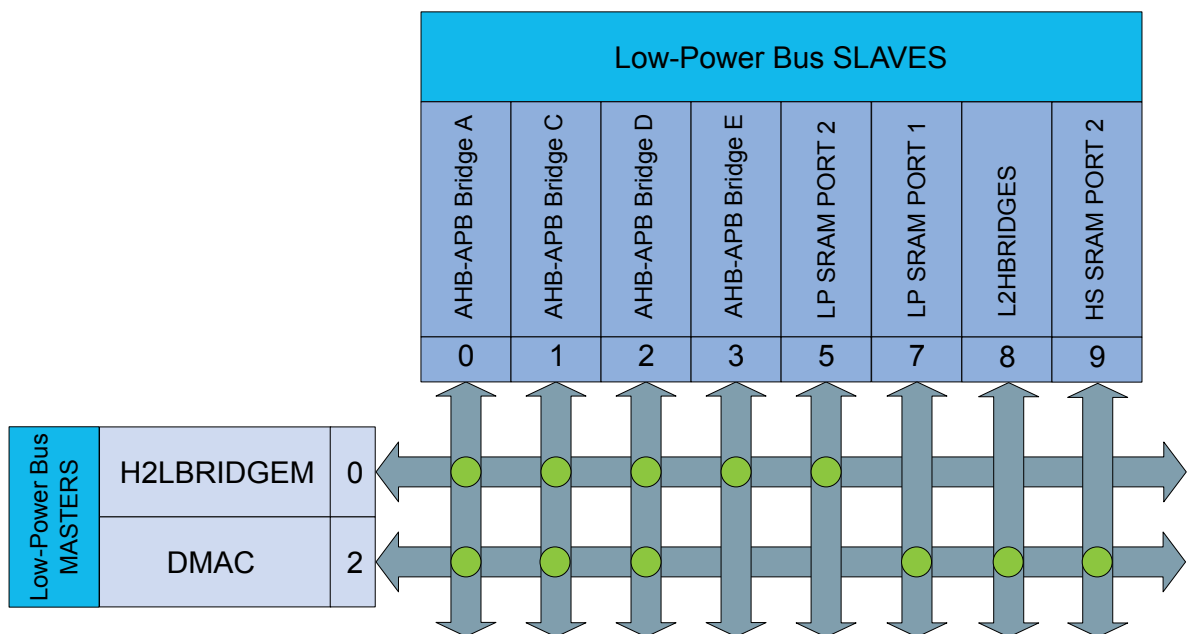 Low-Power Bus SLAVES
AHB-APB Bridge A
AHB-APB Bridge C
AHB-APB Bridge D
AHB-APB Bridge E
LP SRAM PORT 2
LP SRAM PORT 1
L2HBRIDGES
HS SRAM PORT 2
0 1 2 3 5 7 8 9
Low-Power Bus
MASTERS
H2LBRIDGEM 0
DMAC 2